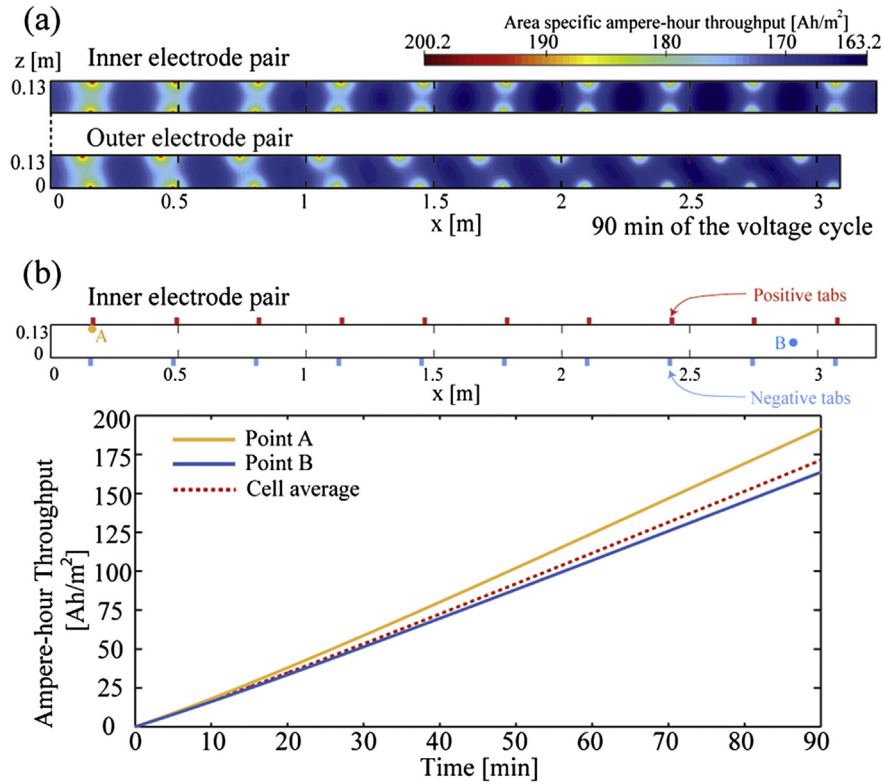 (a)
Area specific ampere-hour throughput [Ah/m²]
200.2 190 180 170 163.2
z [m] Inner electrode pair
0.13
Outer electrode pair
0.13
0
0 0.5 1 1.5 2 2.5 3
x [m]
90 min of the voltage cycle
(b)
Inner electrode pair
Positive tabs
0.13
0
A
B
0 0.5 1 1.5 2 2.5 3
x [m]
Negative tabs
Ampere-hour Throughput
[Ah/m²]
200
175
150
125
100
75
50
25
0
Point A
Point B
Cell average
0 10 20 30 40 50 60 70 80 90
Time [min]